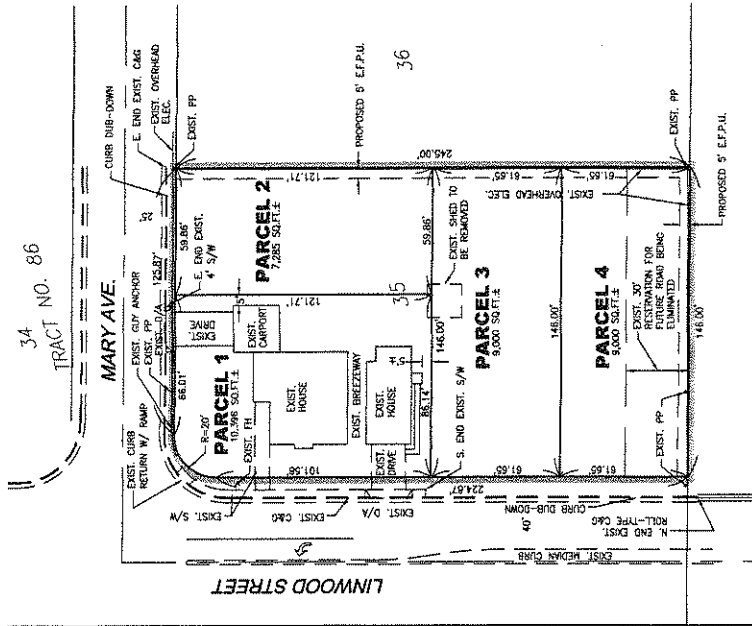 34
TRACT NO. 86
MARY AVE.
25'
CURB DUB-DOWN
E. END EXIST. C&G
EXIST. OVERHEAD
ELEC.
EXIST. PP
EXIST. CURB
RETURN W/ RAMP
EXIST. GUY ANCHOR
EXIST. PP
EXIST. D/A
125.87'
66.01'
59.86'
E. END EXIST.
4' S/W
R=20'
PARCEL 1
10,396 SQ.FT.±
EXIST.
DRIVE
EXIST.
CARPORT
5'
121.71'
PARCEL 2
7,285 SQ.FT.±
121.71'
PROPOSED 5' E.F.P.U.
36
245.00'
EXIST. FH
EXIST.
HOUSE
EXIST. BREEZEWAY
EXIST.
HOUSE
EXIST.
DRIVE
EXIST. S/W
EXIST. C&G
EXIST. D/A
101.56'
5'±
86.14'
146.00'
59.86'
35
EXIST. SHED TO
BE REMOVED
S. END EXIST. S/W
224.87'
PARCEL 3
9,000 SQ.FT.±
61.65'
61.65'
61.65'
61.65'
146.00'
EXIST. OVERHEAD ELEC.
PARCEL 4
9,000 SQ.FT.±
EXIST. 30'
RESERVATION FOR
FUTURE ROAD BEING
ELIMINATED
EXIST. PP
EXIST. PP
146.00'
PROPOSED 5' E.F.P.U.
CURB DUB-DOWN
40'
N. END EXIST.
ROLL-TYPE C&G
EXIST. MEDIAN CURB
LINWOOD STREET